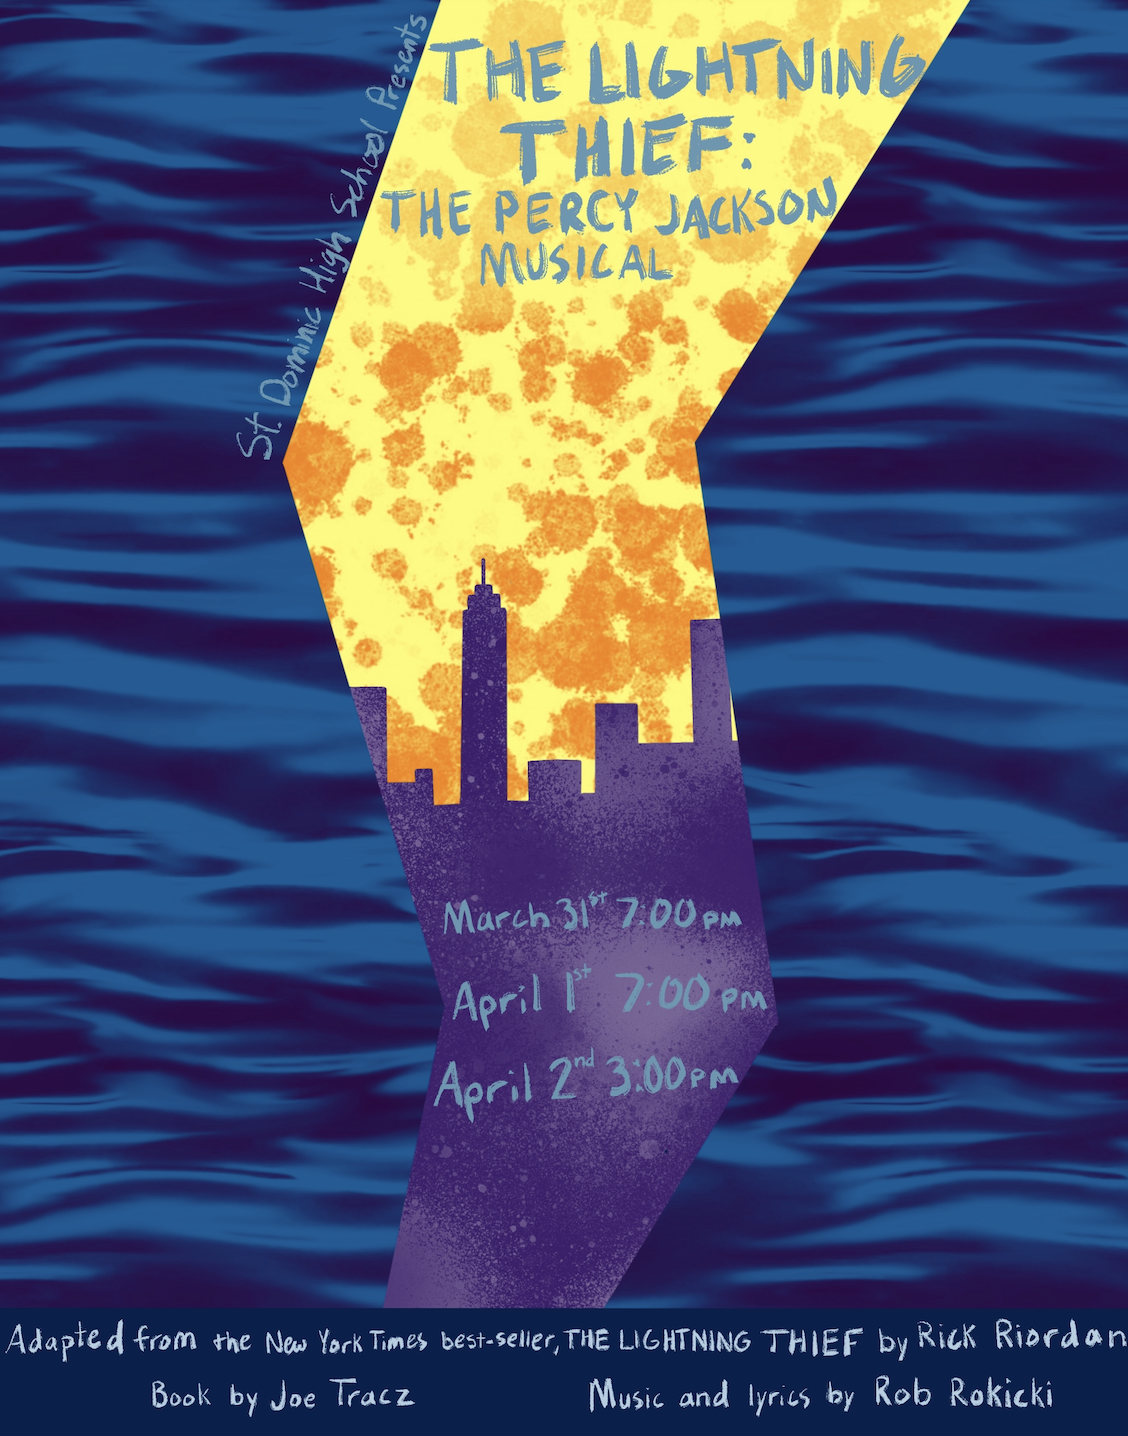 St. Dominic High School Presents
THE LIGHTNING
THIEF:
THE PERCY JACKSON
MUSICAL
March 31st 7:00 PM
April 1st 7:00 PM
April 2nd 3:00 PM
Adapted from the New York Times best-seller, THE LIGHTNING THIEF by Rick Riordan
Book by Joe Tracz
Music and lyrics by Rob Rokicki